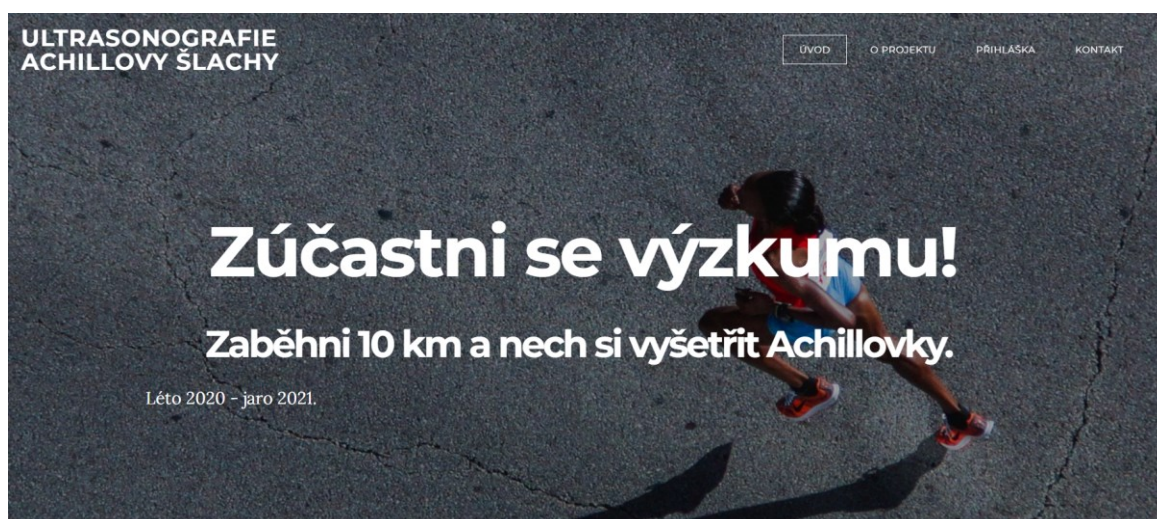 ULTRASONOGRAFIE
ACHILLOVY ŠLACHY
ÚVOD O PROJEKTU PŘIHLÁŠKA KONTAKT
Zúčastni se výzkumu!
Zaběhni 10 km a nech si vyšetřit Achillovky.
Léto 2020 - jaro 2021.